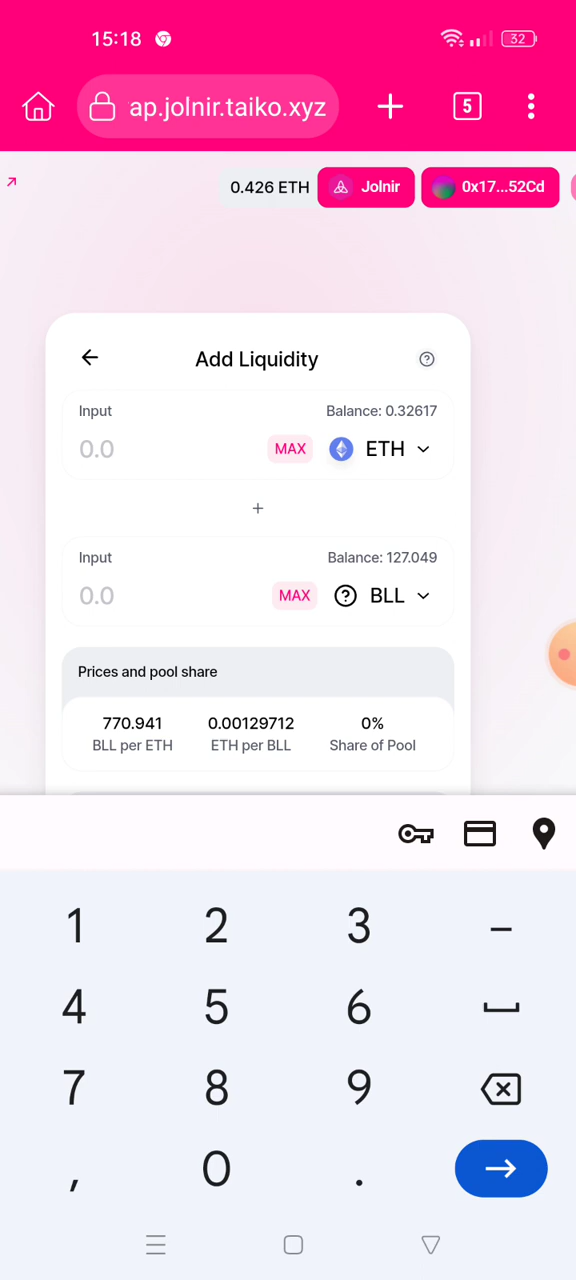 15:18
32
ap.jolnir.taiko.xyz
5
0.426 ETH
Jolnir
0x17...52Cd
Add Liquidity
Input
Balance: 0.32617
0.0
MAX
ETH
+
Input
Balance: 127.049
0.0
MAX
BLL
Prices and pool share
770.941
0.00129712
0%
BLL per ETH
ETH per BLL
Share of Pool
1 2 3 –
4 5 6
7 8 9
, 0 .